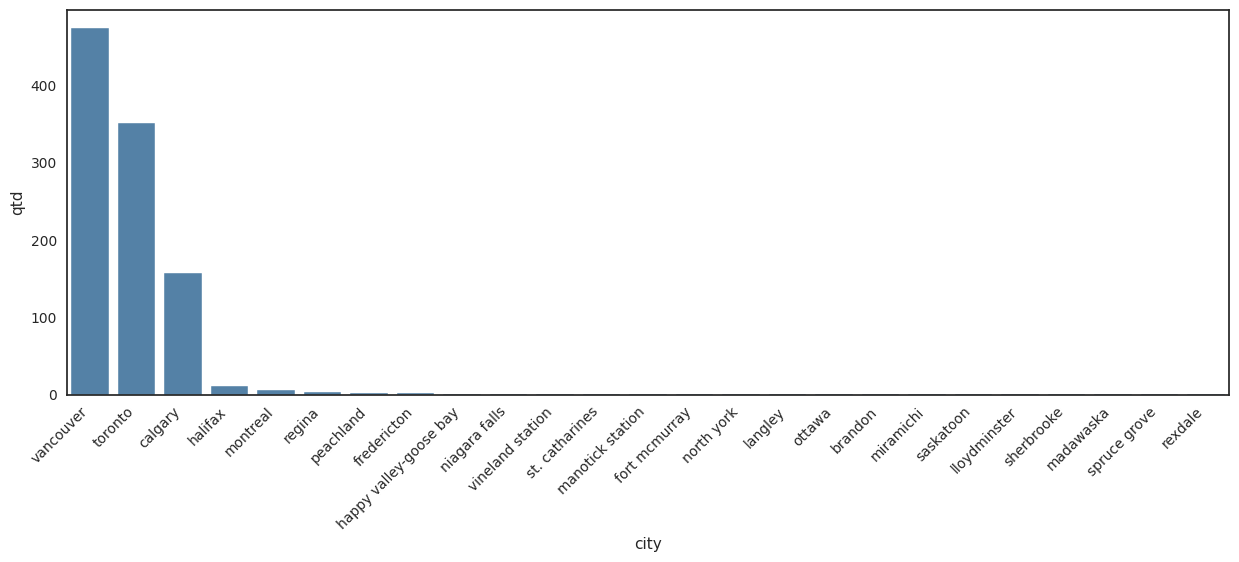 qtd
400
300
200
100
0
vancouver
toronto
calgary
halifax
montreal
regina
peachland
fredericton
happy valley-goose bay
niagara falls
vineland station
st. catharines
manotick station
fort mcmurray
north york
langley
ottawa
brandon
miramichi
saskatoon
lloydminster
sherbrooke
madawaska
spruce grove
rexdale
city